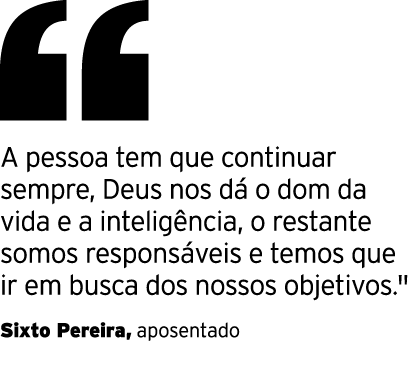 “
A pessoa tem que continuar
sempre, Deus nos dá o dom da
vida e a inteligência, o restante
somos responsáveis e temos que
ir em busca dos nossos objetivos."
Sixto Pereira, aposentado